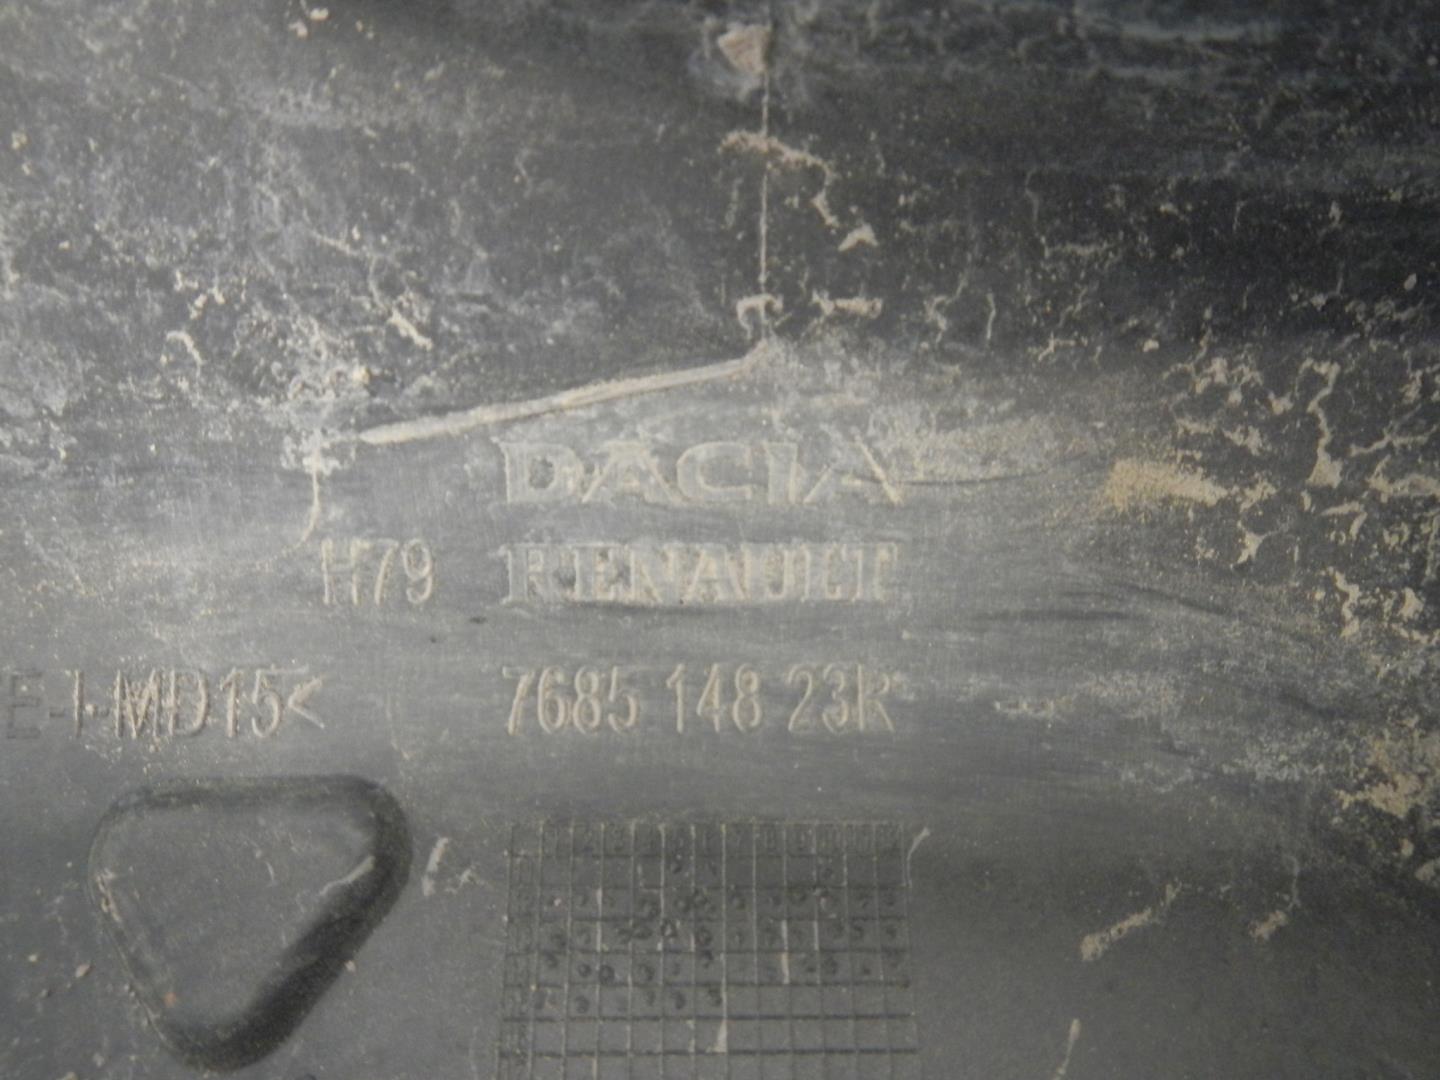 DACIA
H79 RENAULT
E-I-MD15< 7685 148 23R